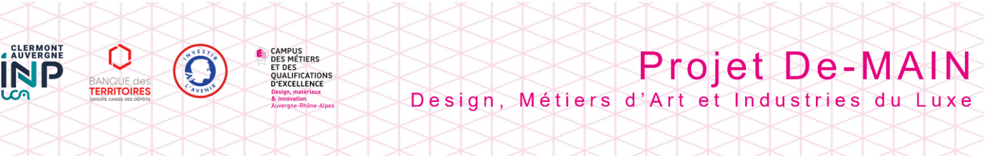 CLERMONT
AUVERGNE
INP
UCA
BANQUE des
TERRITOIRES
GROUPE CAISSE DES DÉPÔTS
INVESTIR
L'AVENIR
CAMPUS
DES MÉTIERS
ET DES
QUALIFICATIONS
D'EXCELLENCE
Design, matériaux
& innovation
Auvergne-Rhône-Alpes
Projet De-MAIN
Design, Métiers d'Art et Industries du Luxe